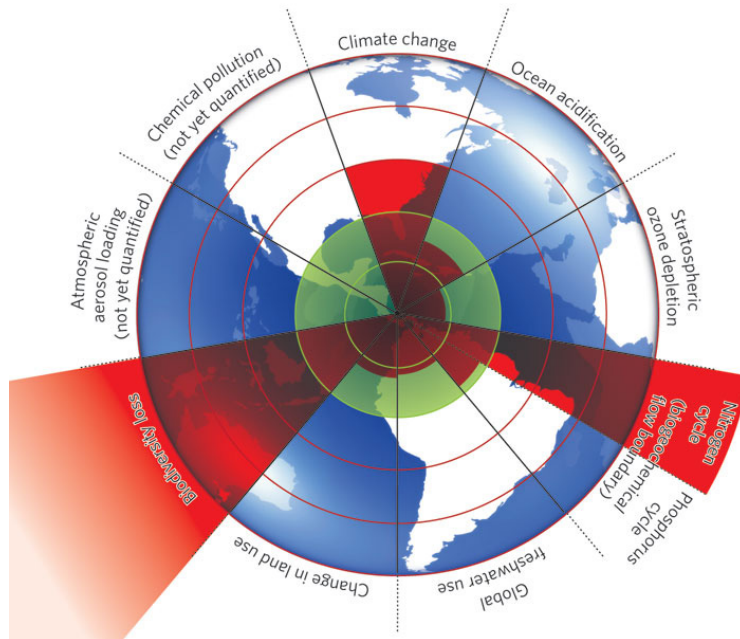 Climate change
Ocean acidification
Stratospheric
ozone depletion
Nitrogen
cycle
(biogeochemical
flow boundary)
Phosphorus
cycle
Global
freshwater use
Change in land use
Biodiversity loss
Atmospheric
aerosol loading
(not yet quantified)
Chemical pollution
(not yet quantified)